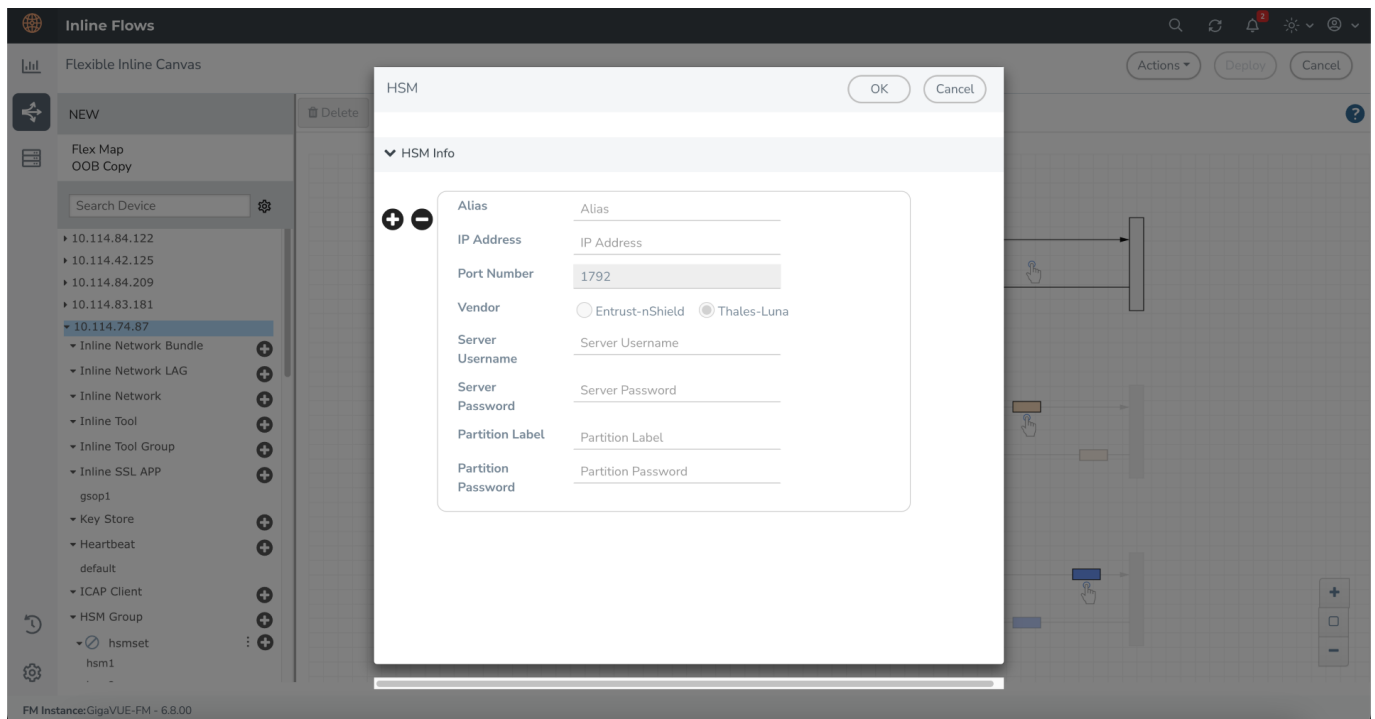 Inline Flows
2
Flexible Inline Canvas
Actions
Deploy
Cancel
NEW
Delete
?
Flex Map
OOB Copy
Search Device
10.114.84.122
10.114.42.125
10.114.84.209
10.114.83.181
10.114.74.87
Inline Network Bundle
Inline Network LAG
Inline Network
Inline Tool
Inline Tool Group
Inline SSL APP
gsop1
Key Store
Heartbeat
default
ICAP Client
HSM Group
hsmset
hsm1
HSM
OK
Cancel
HSM Info
Alias
Alias
IP Address
IP Address
Port Number
1792
Vendor
Entrust-nShield
Thales-Luna
Server
Username
Server Username
Server
Password
Server Password
Partition Label
Partition Label
Partition
Password
Partition Password
FM Instance:GigaVUE-FM - 6.8.00